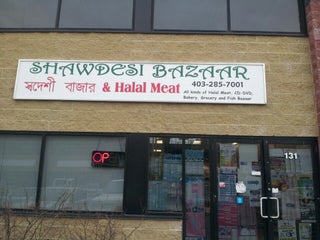 SHAWDESI BAZAAR
স্বদেশী বাজার & Halal Meat
403-285-7001
All kinds of Halal Meat, CD-DVD,
Bakery, Grocery and Fish Bazaar
OP
131